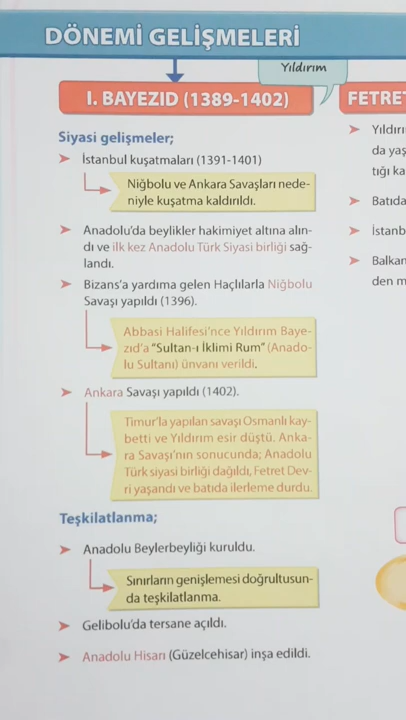 DÖNEMİ GELİŞMELERİ
Yıldırım
I. BAYEZID (1389-1402)
Siyasi gelişmeler;
➤ İstanbul kuşatmaları (1391-1401)
Niğbolu ve Ankara Savaşları nede-
niyle kuşatma kaldırıldı.
➤ Anadolu'da beylikler hakimiyet altına alın-
dı ve ilk kez Anadolu Türk Siyasi birliği sağ-
landı.
➤ Bizans'a yardıma gelen Haçlılarla Niğbolu
Savaşı yapıldı (1396).
Abbasi Halifesi'nce Yıldırım Baye-
zıd'a "Sultan-ı İklimi Rum" (Anado-
lu Sultanı) ünvanı verildi.
➤ Ankara Savaşı yapıldı (1402).
Timur'la yapılan savaşı Osmanlı kay-
betti ve Yıldırım esir düştü. Anka-
ra Savaşı'nın sonucunda; Anadolu
Türk siyasi birliği dağıldı, Fetret Dev-
ri yaşandı ve batıda ilerleme durdu.
Teşkilatlanma;
➤ Anadolu Beylerbeyliği kuruldu.
Sınırların genişlemesi doğrultusun-
da teşkilatlanma.
➤ Gelibolu'da tersane açıldı.
➤ Anadolu Hisarı (Güzelcehisar) inşa edildi.
FETRET
➤ Yıldırı
da yaş
tığı ka
➤ Batıda
➤ İstanb
➤ Balkan
den m